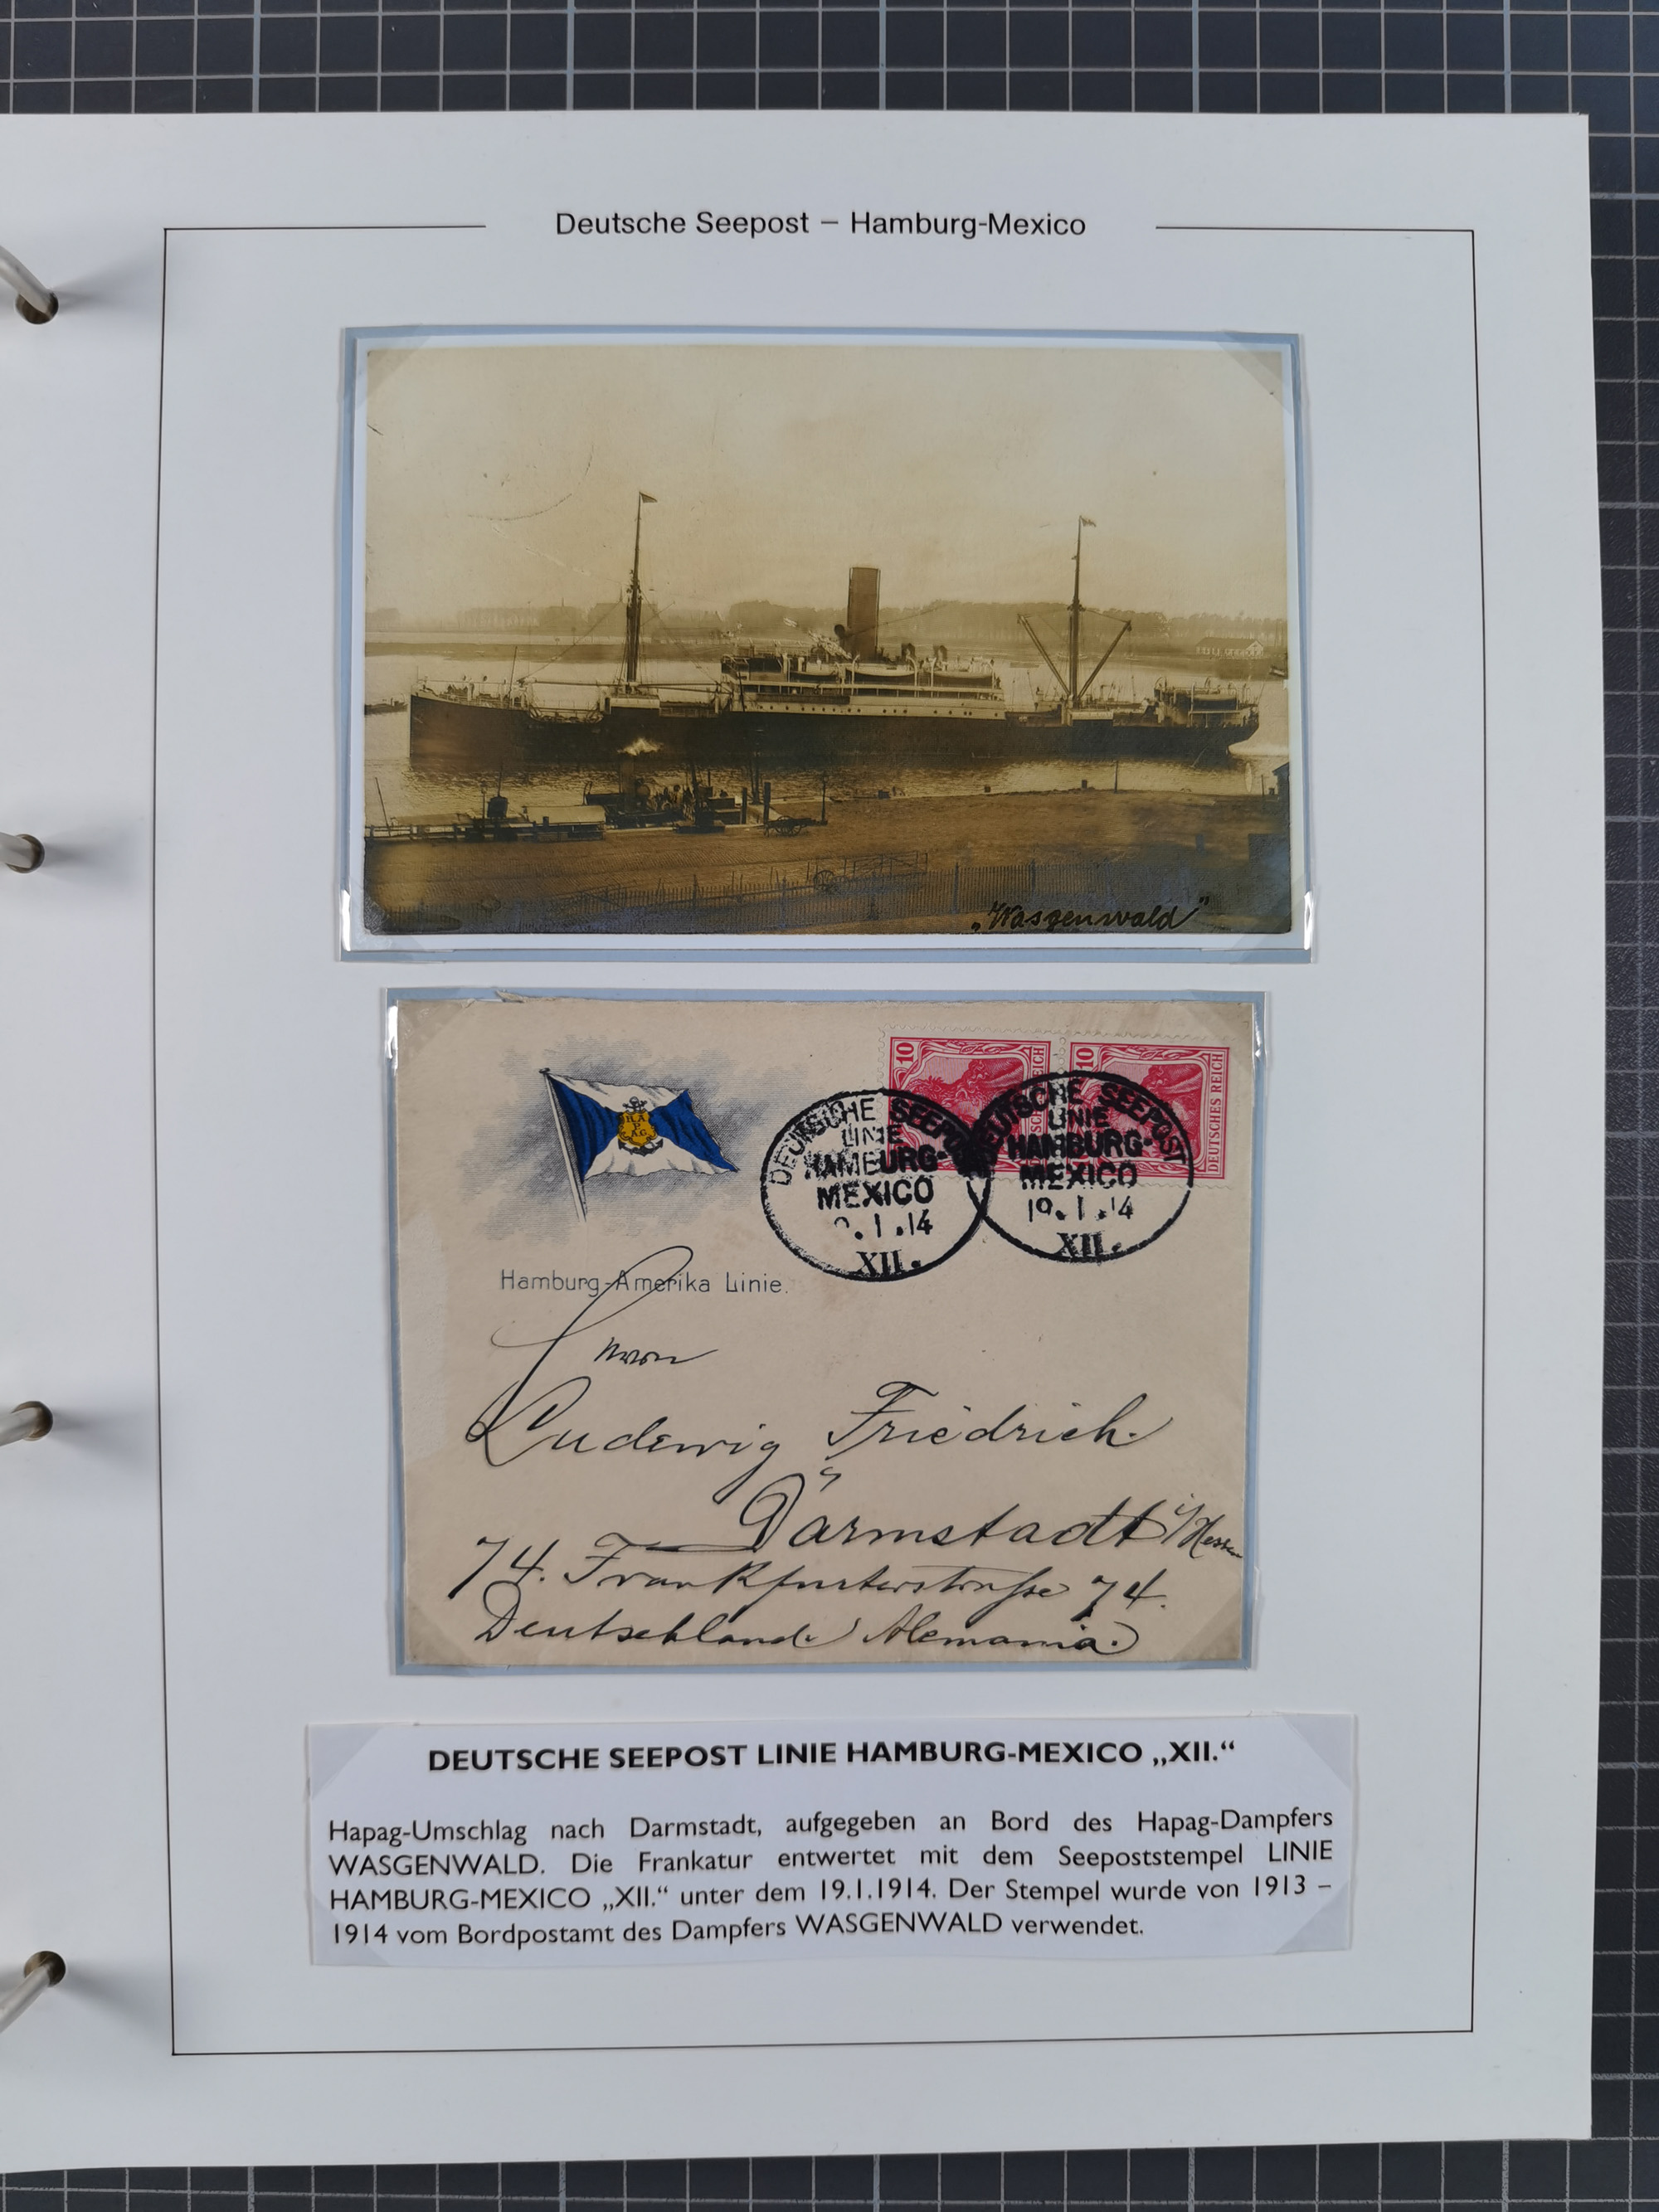 Deutsche Seepost – Hamburg-Mexico
„Wasgenwald”
10
10
DEUTSCHES REICH
DEUTSCHE SEEPOST
LINIE
HAMBURG-
MEXICO
.1.14
XII.
DEUTSCHE SEEPOST
LINIE
HAMBURG-
MEXICO
19.1.14
XII.
H A
P
A.G.
Hamburg-Amerika Linie.
Herrn
Ludewig Friedrich.
Darmstadt i/Hessen
74. Frankfurterstraße 74.
Deutschland. Alemania.
DEUTSCHE SEEPOST LINIE HAMBURG-MEXICO „XII.“
Hapag-Umschlag nach Darmstadt, aufgegeben an Bord des Hapag-Dampfers
WASGENWALD. Die Frankatur entwertet mit dem Seepoststempel LINIE
HAMBURG-MEXICO „XII.“ unter dem 19.1.1914. Der Stempel wurde von 1913 –
1914 vom Bordpostamt des Dampfers WASGENWALD verwendet.